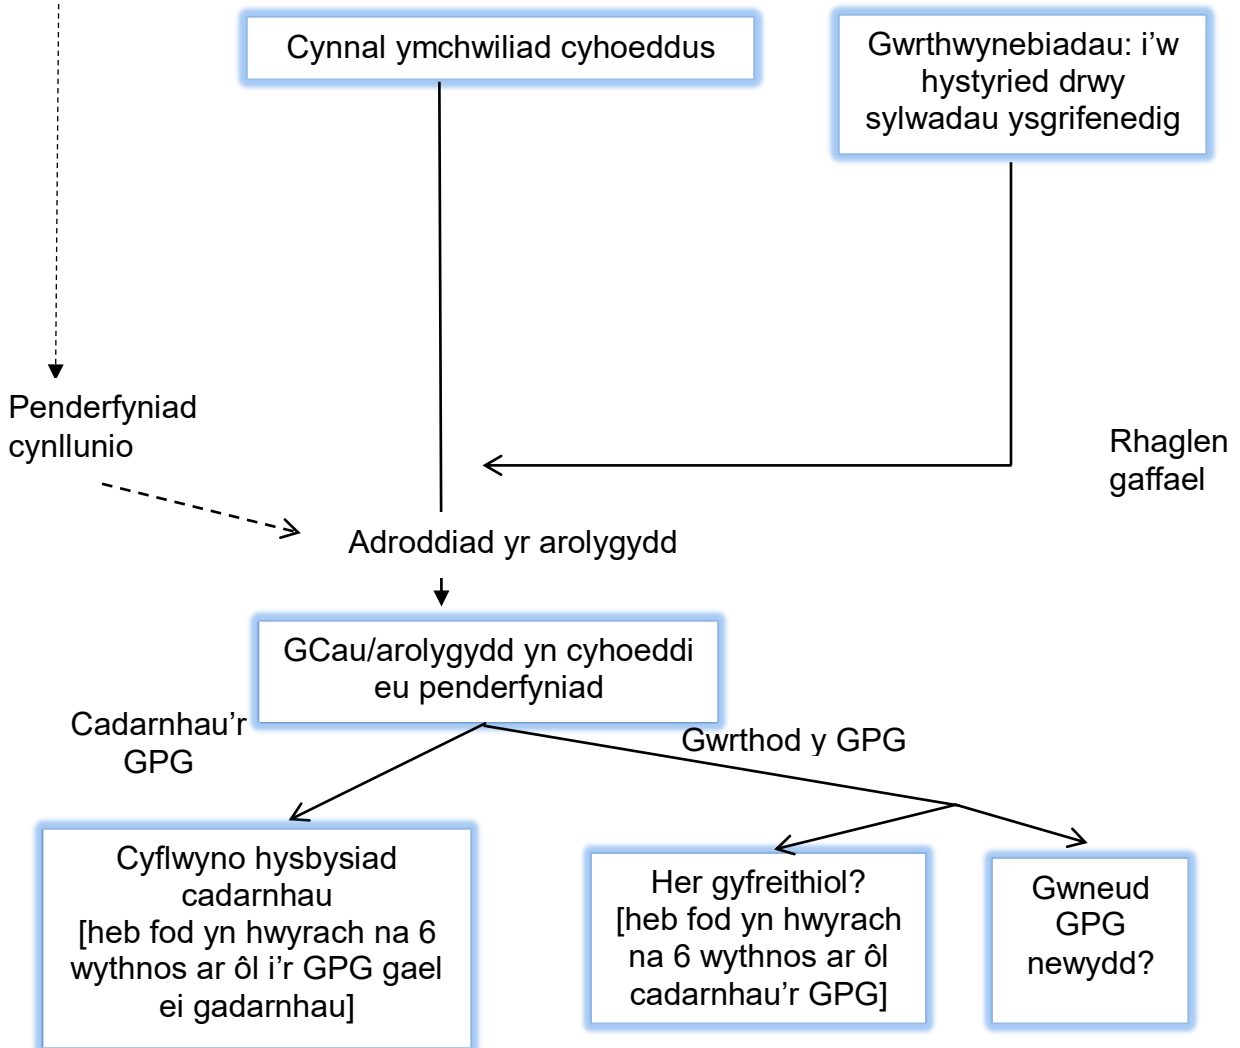 Cynnal ymchwiliad cyhoeddus
Gwrthwynebiadau: i’w
hystyried drwy
sylwadau ysgrifenedig
Penderfyniad
cynllunio
Rhaglen
gaffael
Adroddiad yr arolygydd
GCau/arolygydd yn cyhoeddi
eu penderfyniad
Cadarnhau’r
GPG
Gwrthod y GPG
Cyflwyno hysbysiad
cadarnhau
[heb fod yn hwyrach na 6
wythnos ar ôl i’r GPG gael
ei gadarnhau]
Her gyfreithiol?
[heb fod yn hwyrach
na 6 wythnos ar ôl
cadarnhau’r GPG]
Gwneud
GPG
newydd?